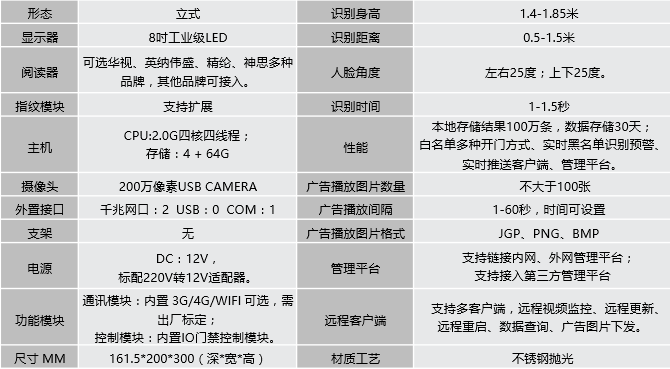 形态 立式 识别身高 1.4-1.85米
显示器 8吋工业级LED 识别距离 0.5-1.5米
阅读器 可选华视、英纳伟盛、精纶、神思多种
品牌，其他品牌可接入。 人脸角度 左右25度；上下25度。
指纹模块 支持扩展 识别时间 1-1.5秒
主机 CPU:2.0G四核四线程；
存储：4 + 64G 性能 本地存储结果100万条，数据存储30天；
白名单多种开门方式、实时黑名单识别预警、
实时推送客户端、管理平台。
摄像头 200万像素USB CAMERA 广告播放图片数量 不大于100张
外置接口 千兆网口：2 USB：0 COM：1 广告播放间隔 1-60秒，时间可设置
支架 无 广告播放图片格式 JGP、PNG、BMP
电源 DC：12V，
标配220V转12V适配器。 管理平台 支持链接内网、外网管理平台；
支持接入第三方管理平台
功能模块 通讯模块：内置 3G/4G/WIFI 可选，需
出厂标定；
控制模块：内置IO门禁控制模块。 远程客户端 支持多客户端，远程视频监控、远程更新、
远程重启、数据查询、广告图片下发。
尺寸 MM 161.5*200*300（深*宽*高） 材质工艺 不锈钢抛光